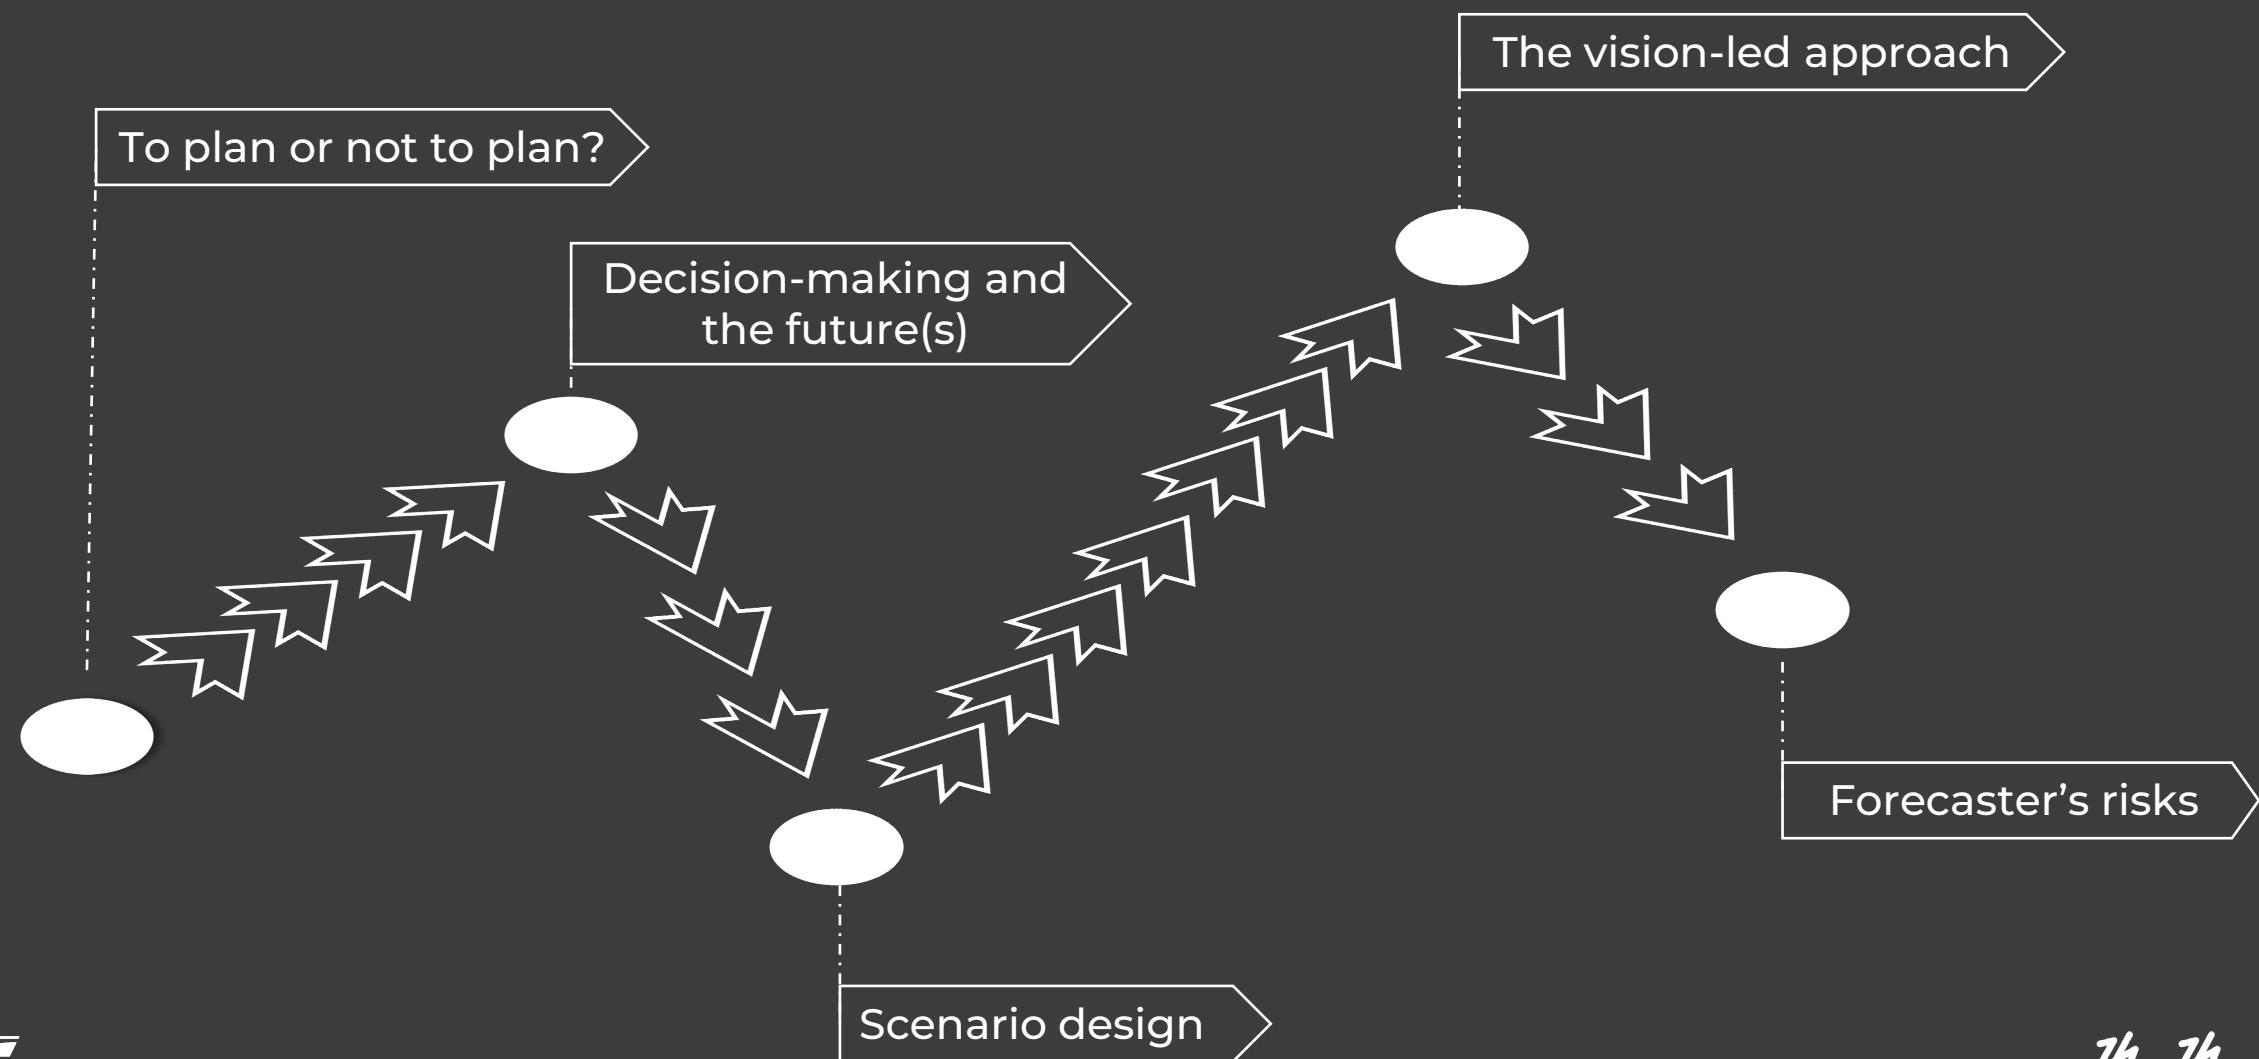 To plan or not to plan?
Decision-making and
the future(s)
Scenario design
The vision-led approach
Forecaster’s risks